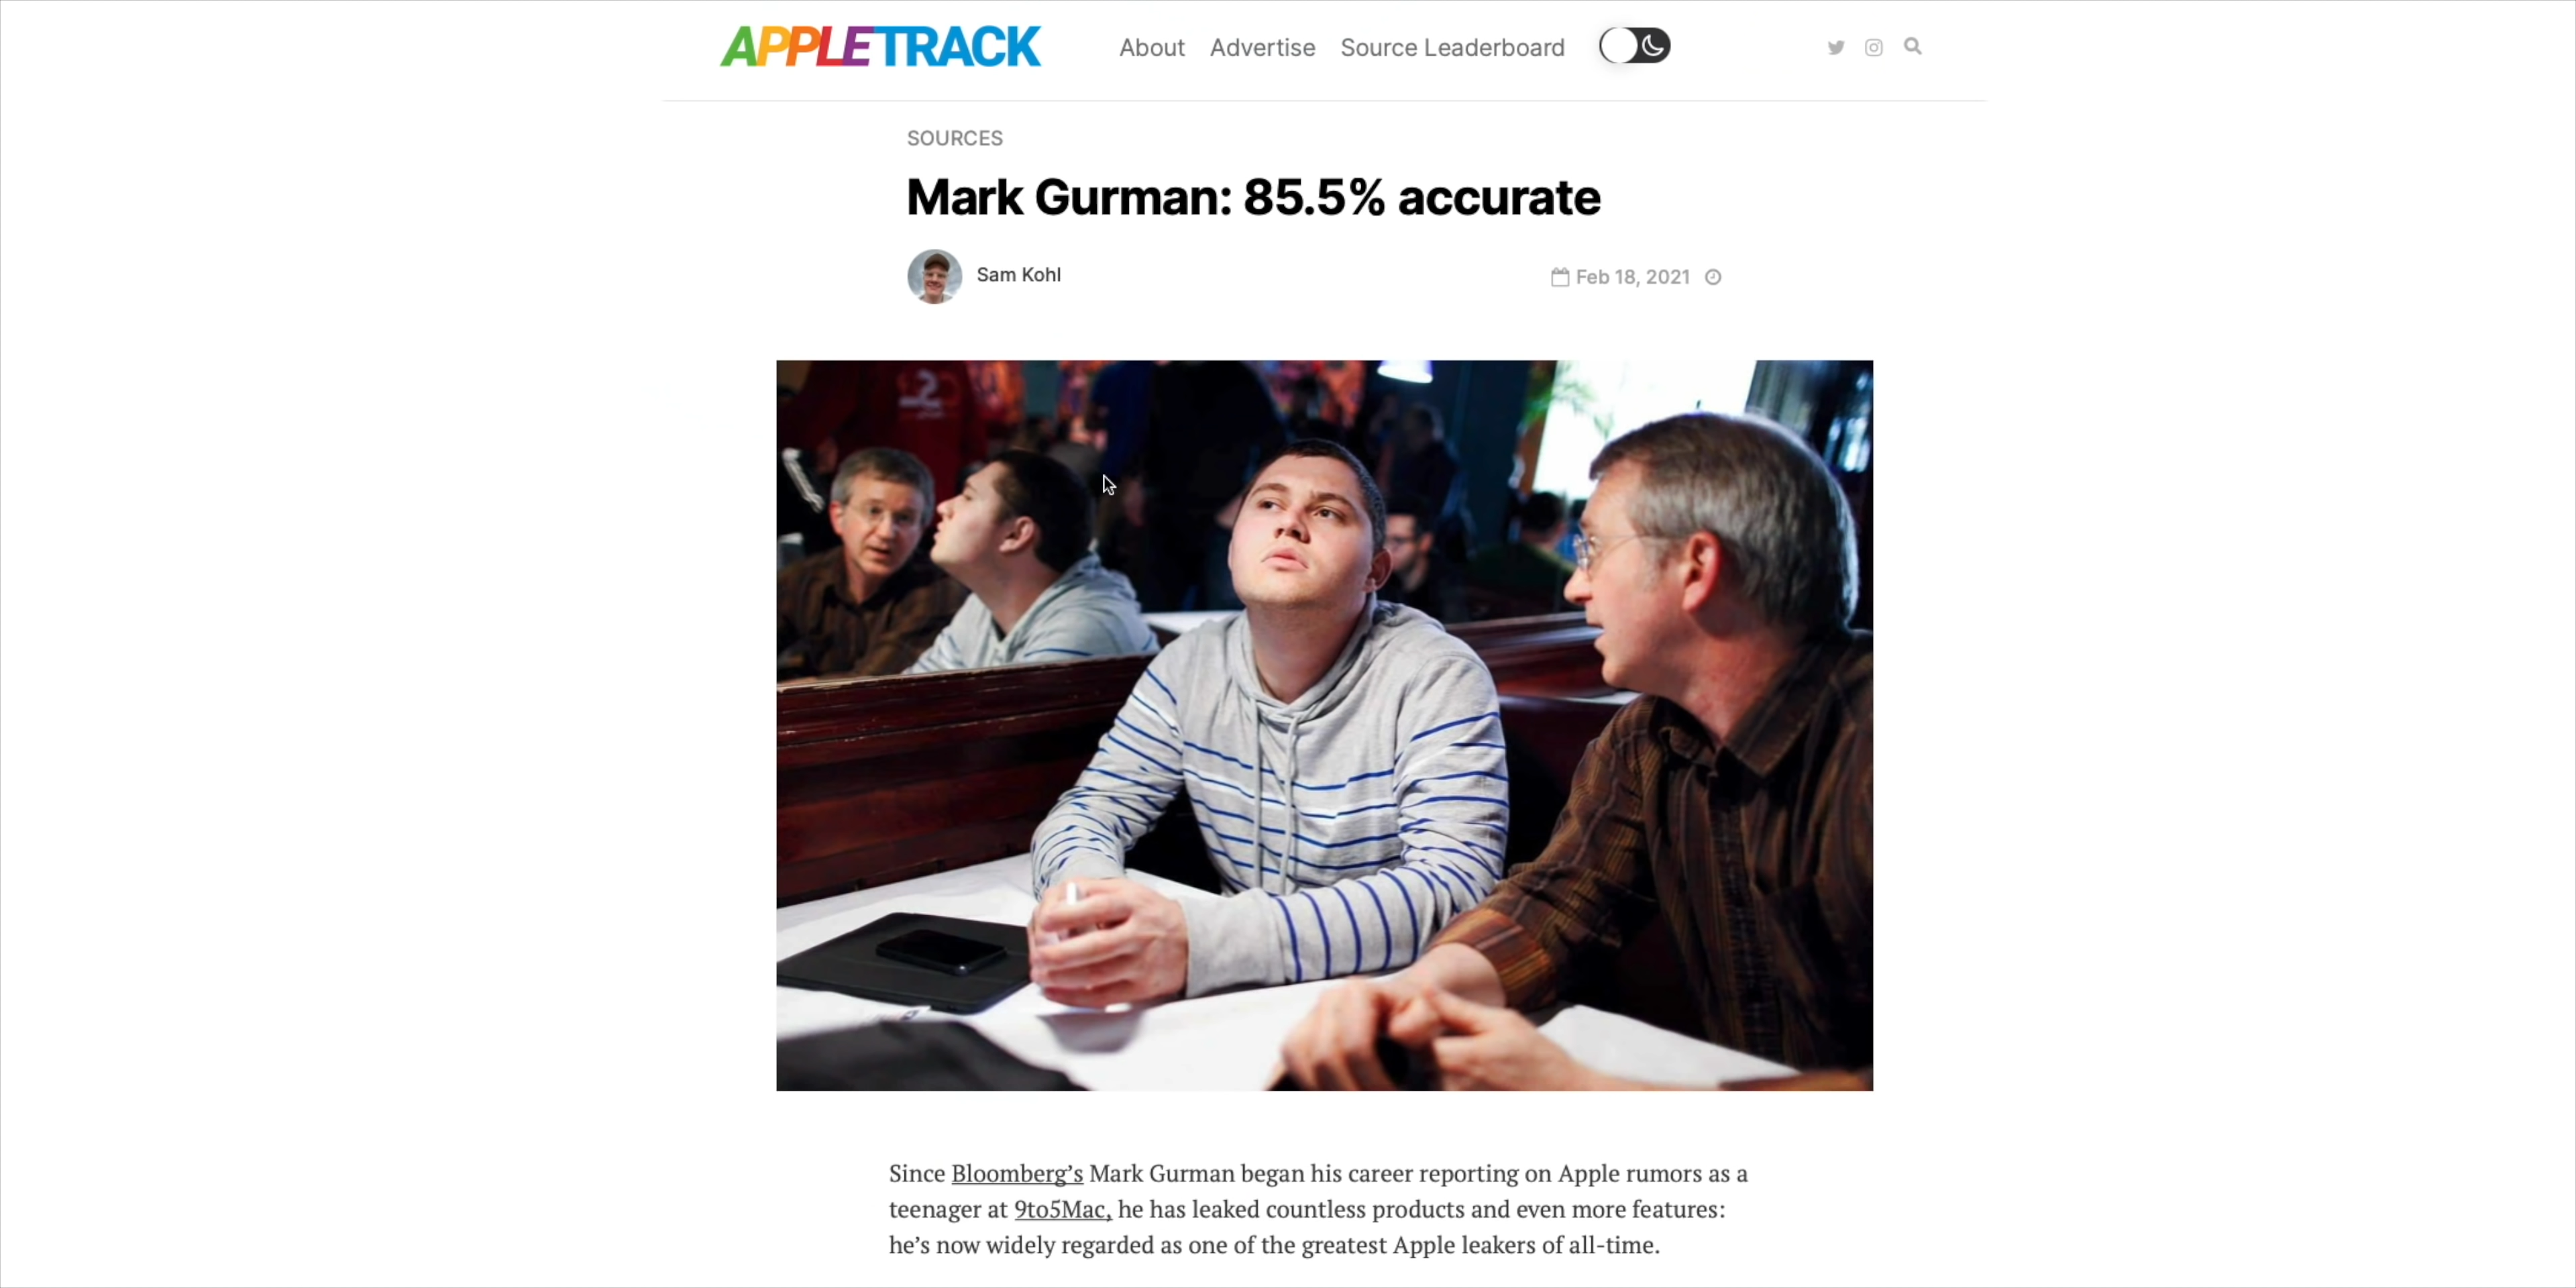 APPLETRACK
About Advertise Source Leaderboard
SOURCES
Mark Gurman: 85.5% accurate
Sam Kohl
Feb 18, 2021
Since Bloomberg’s Mark Gurman began his career reporting on Apple rumors as a
teenager at 9to5Mac, he has leaked countless products and even more features:
he’s now widely regarded as one of the greatest Apple leakers of all-time.